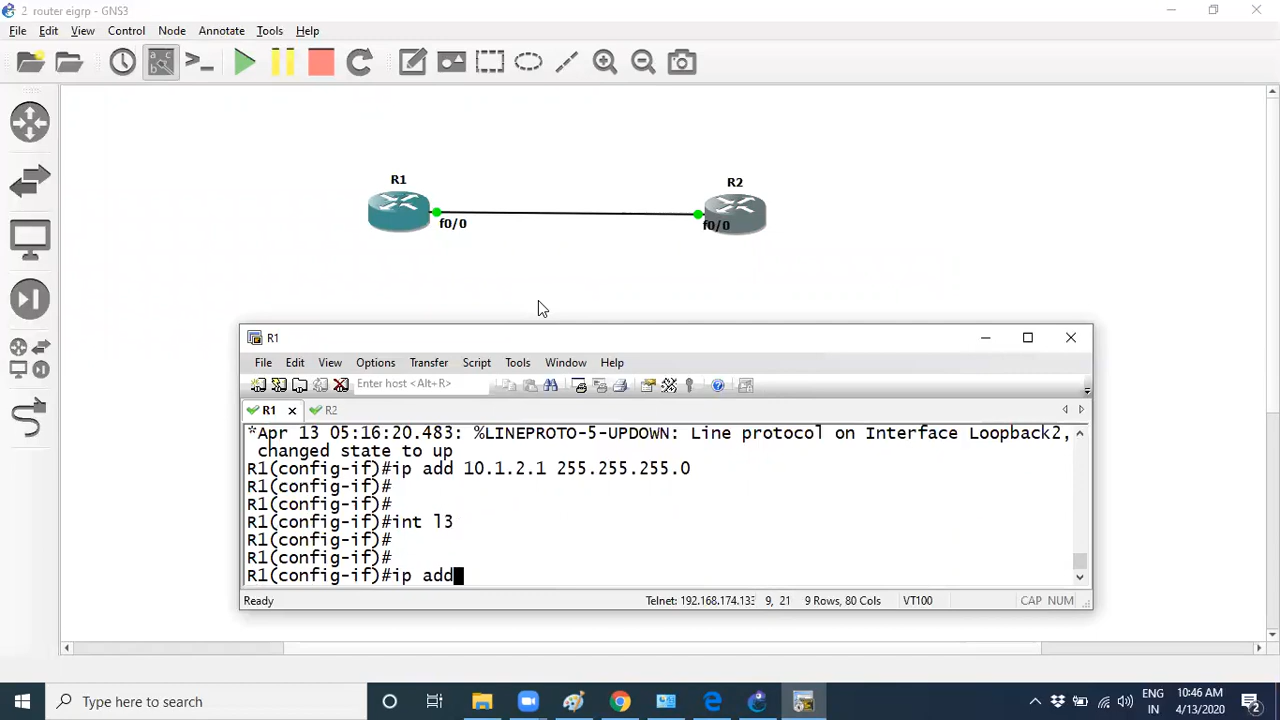 2 router eigrp - GNS3
File Edit View Control Node Annotate Tools Help
R1
R2
f0/0
f0/0
R1
File Edit View Options Transfer Script Tools Window Help
Enter host <Alt+R>
R1 R2
*Apr 13 05:16:20.483: %LINEPROTO-5-UPDOWN: Line protocol on Interface Loopback2,
changed state to up
R1(config-if)#ip add 10.1.2.1 255.255.255.0
R1(config-if)#
R1(config-if)#
R1(config-if)#int l3
R1(config-if)#
R1(config-if)#
R1(config-if)#ip add
Ready Telnet: 192.168.174.133 9, 21 9 Rows, 80 Cols VT100 CAP NUM
Type here to search
ENG
IN
10:46 AM
4/13/2020
2